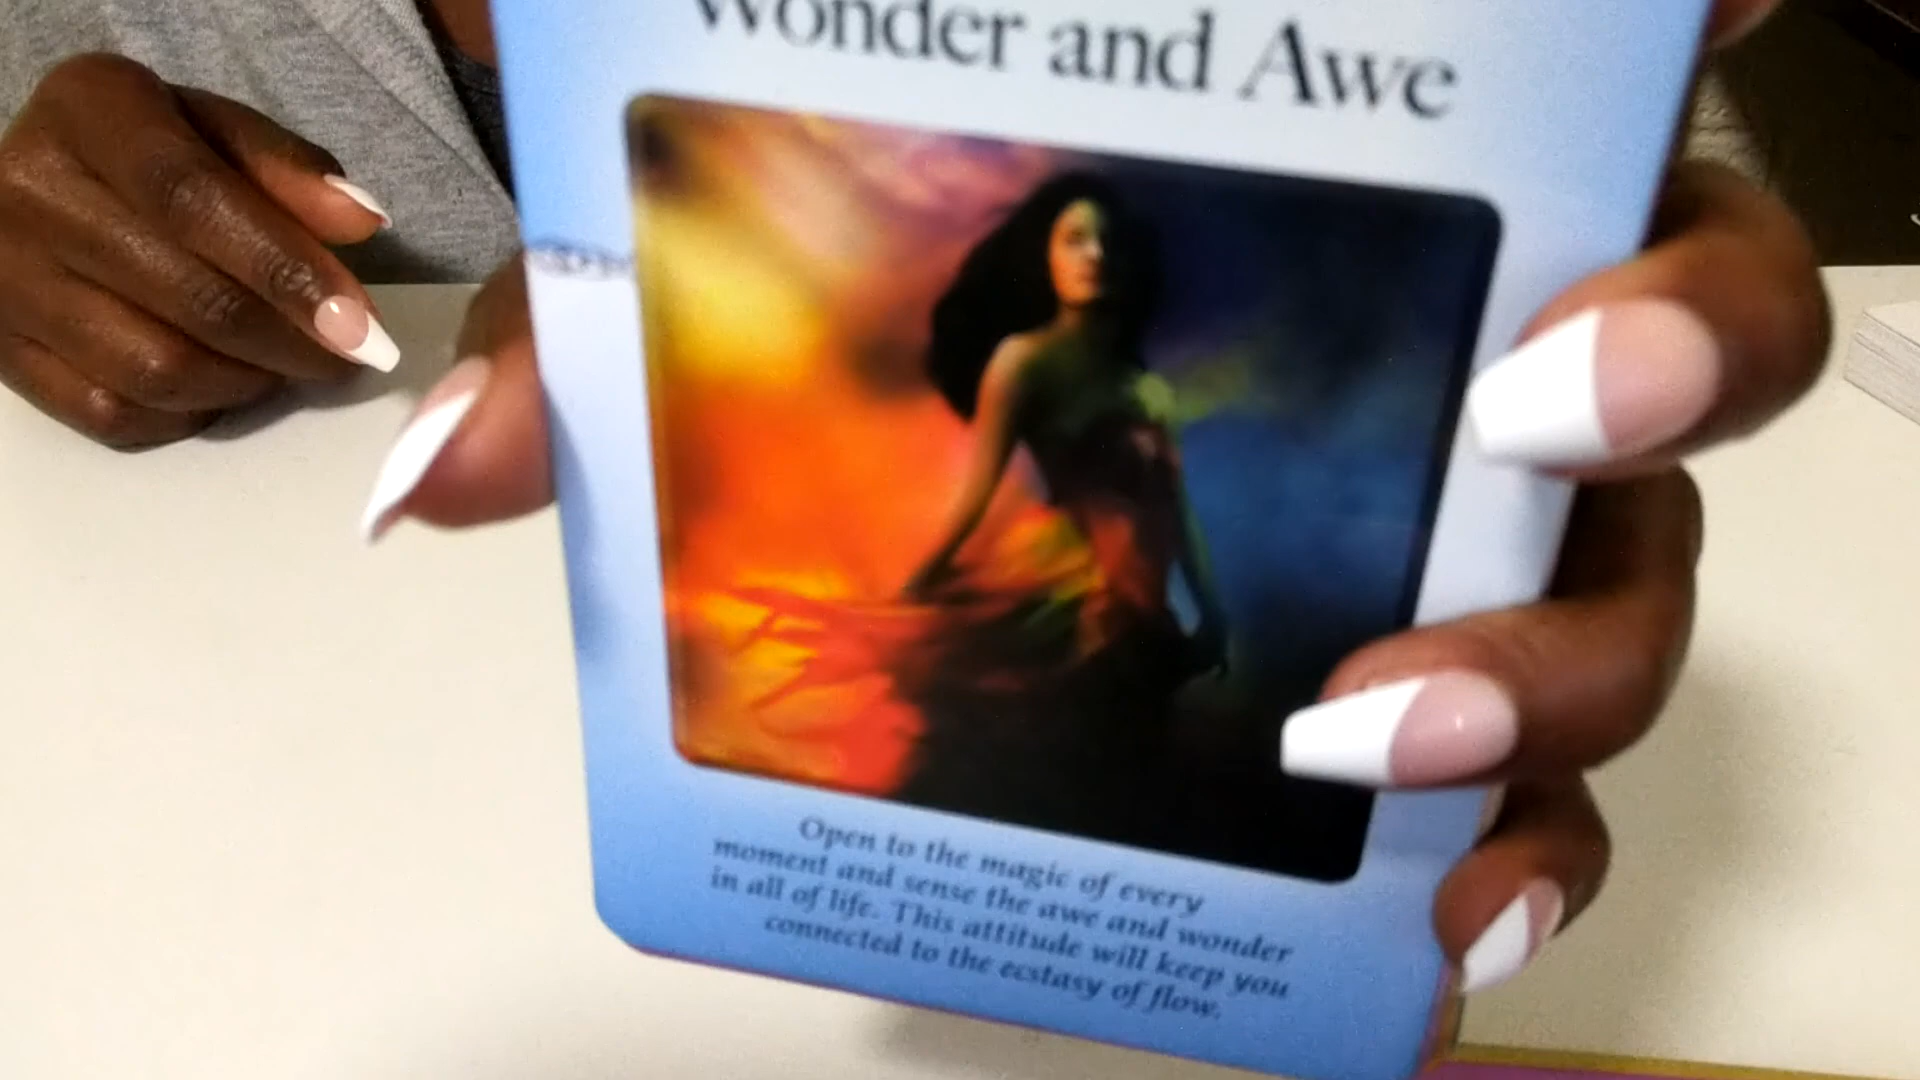 Wonder and Awe
Open to the magic of every
moment and sense the awe and wonder
in all of life. This attitude will keep you
connected to the ecstasy of flow.